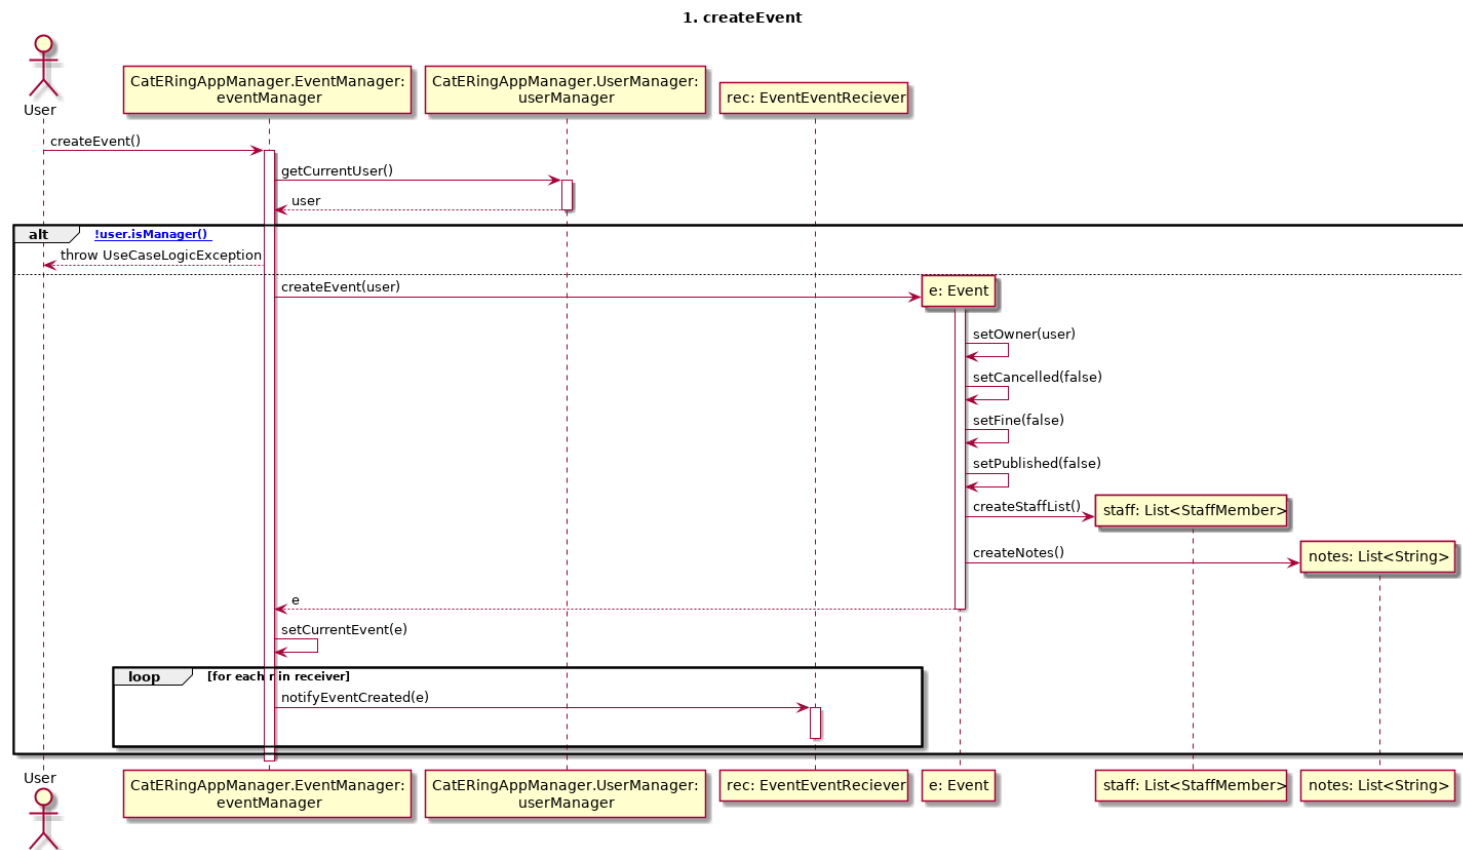 1. createEvent
User
CatERingAppManager.EventManager:
eventManager
CatERingAppManager.UserManager:
userManager
rec: EventEventReciever
createEvent()
getCurrentUser()
user
alt
!user.isManager()
throw UseCaseLogicException
createEvent(user)
e: Event
setOwner(user)
setCancelled(false)
setFine(false)
setPublished(false)
createStaffList()
staff: List<StaffMember>
createNotes()
notes: List<String>
e
setCurrentEvent(e)
loop
[for each r in receiver]
notifyEventCreated(e)
User
CatERingAppManager.EventManager:
eventManager
CatERingAppManager.UserManager:
userManager
rec: EventEventReciever
e: Event
staff: List<StaffMember>
notes: List<String>